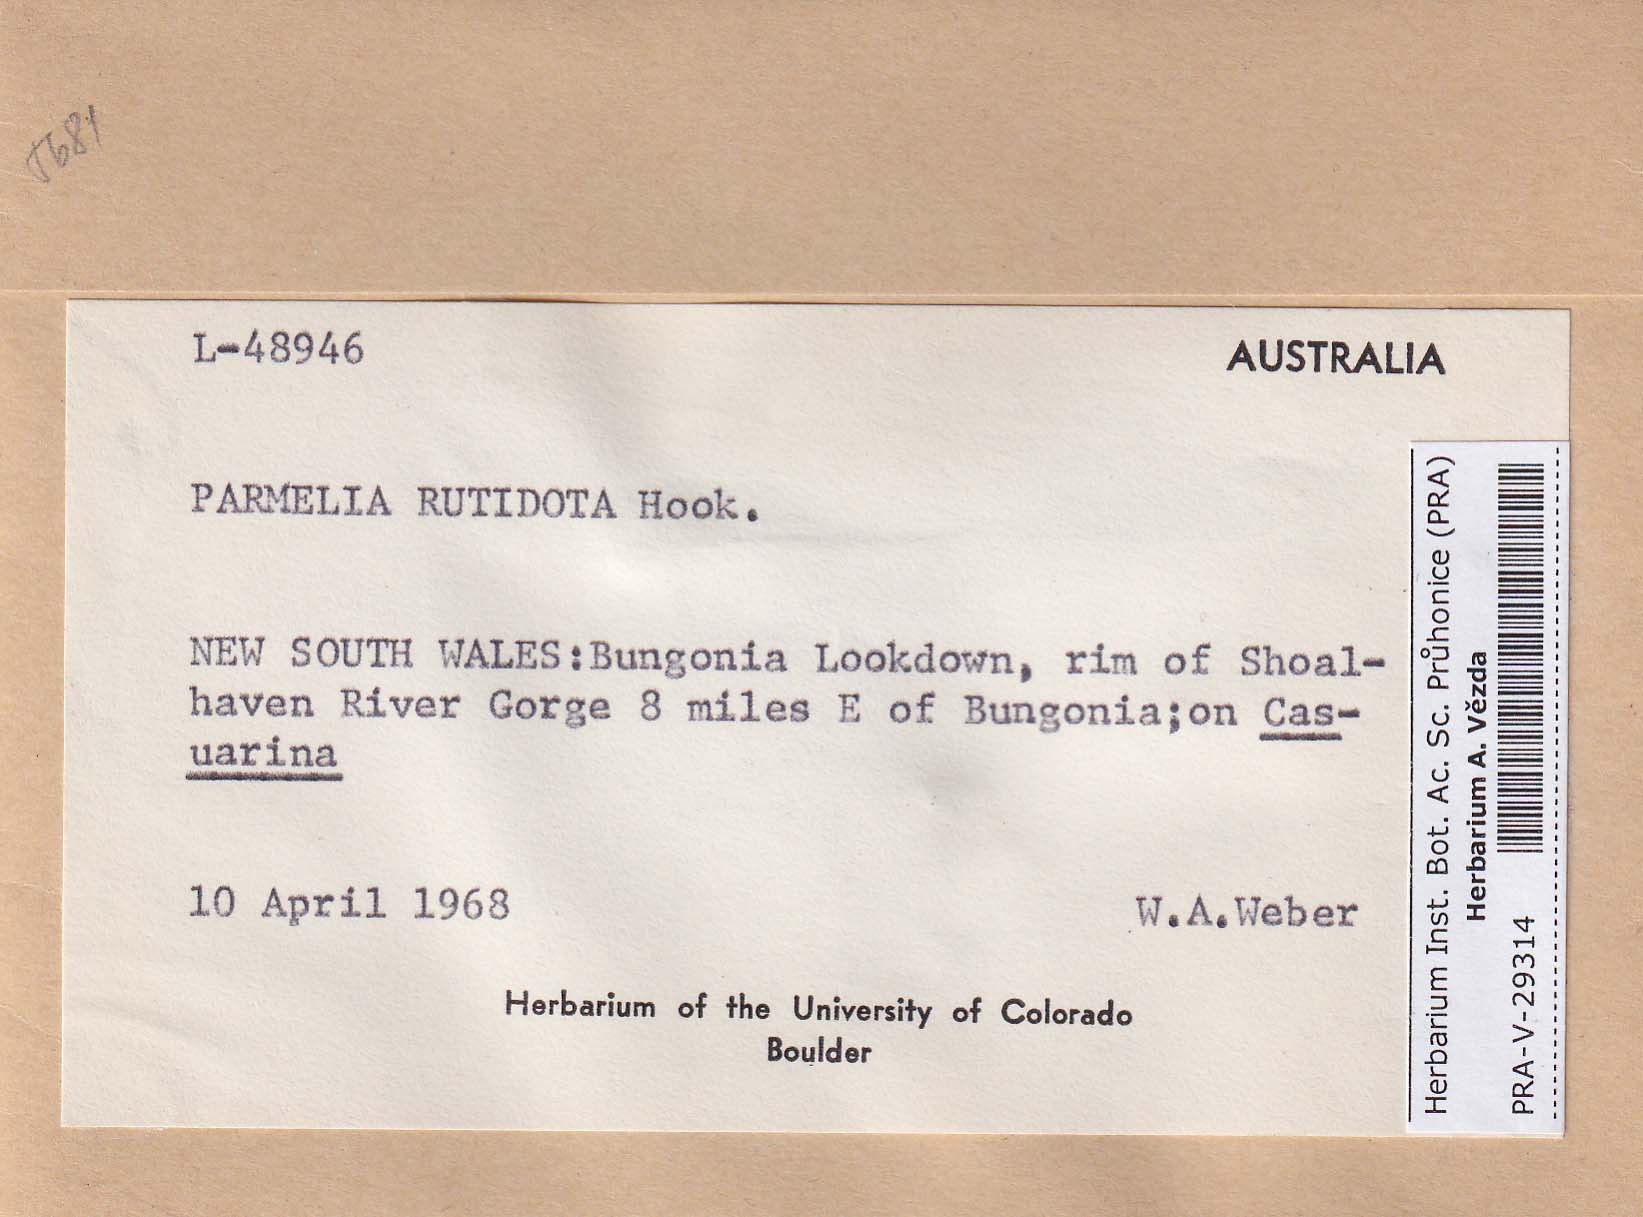 L-48946
AUSTRALIA
PARMELIA RUTIDOTA Hook.
NEW SOUTH WALES:Bungonia Lookdown, rim of Shoal-
haven River Gorge 8 miles E of Bungonia;on Cas-
uarina
10 April 1968
W.A.Weber
Herbarium of the University of Colorado
Boulder
Herbarium Inst. Bot. Ac. Sc. Průhonice (PRA)
Herbarium A. Vězda
PRA-V-29314